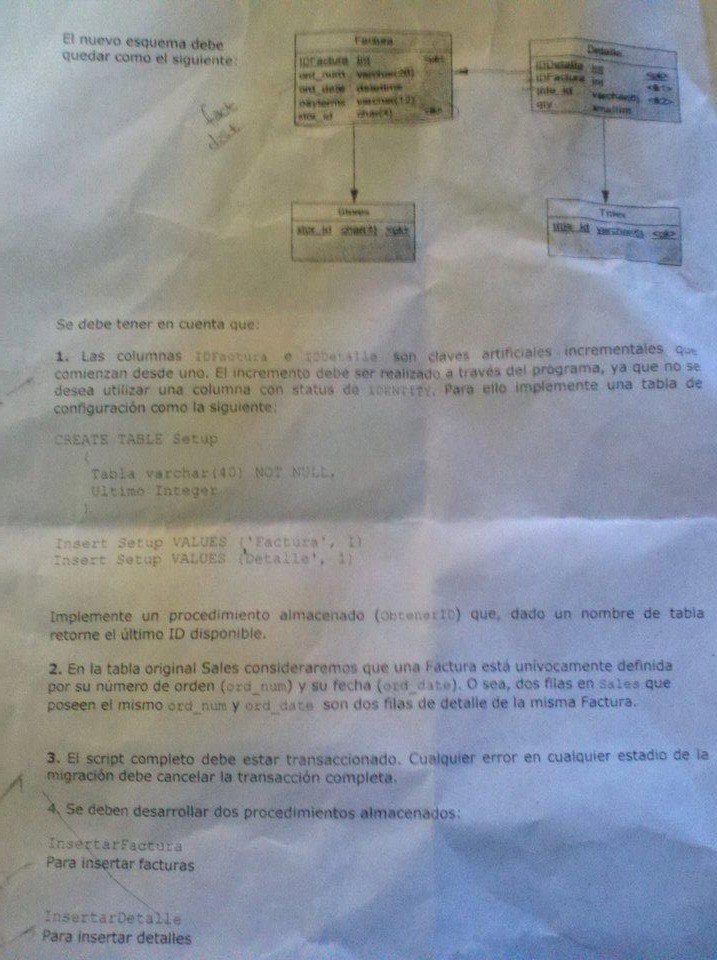 El nuevo esquema debe
quedar como el siguiente:
Factura
IDFactura int <pk>
ord_num varchar(20)
ord_date datetime
payterms varchar(12)
stor_id char(4) <fk>
Detalle
IDDetalle int <pk>
IDFactura int <fk1>
title_id varchar(6) <fk2>
qty smallint
Stores
stor_id char(4) <pk>
Titles
title_id varchar(6) <pk>
Se debe tener en cuenta que:
1. Las columnas IDFactura e IDDetalle son claves artificiales incrementales que
comienzan desde uno. El incremento debe ser realizado a través del programa, ya que no se
desea utilizar una columna con status de IDENTITY. Para ello implemente una tabla de
configuración como la siguiente:
CREATE TABLE Setup
(
Tabla varchar(40) NOT NULL,
Ultimo Integer
)
Insert Setup VALUES ('Factura', 1)
Insert Setup VALUES (Detalle', 1)
Implemente un procedimiento almacenado (ObtenerID) que, dado un nombre de tabla
retorne el último ID disponible.
2. En la tabla original Sales consideraremos que una Factura está unívocamente definida
por su número de orden (ord_num) y su fecha (ord_date). O sea, dos filas en Sales que
poseen el mismo ord_num y ord_date son dos filas de detalle de la misma Factura.
3. El script completo debe estar transaccionado. Cualquier error en cualquier estadio de la
migración debe cancelar la transacción completa.
4. Se deben desarrollar dos procedimientos almacenados:
InsertarFactura
Para insertar facturas
InsertarDetalle
Para insertar detalles